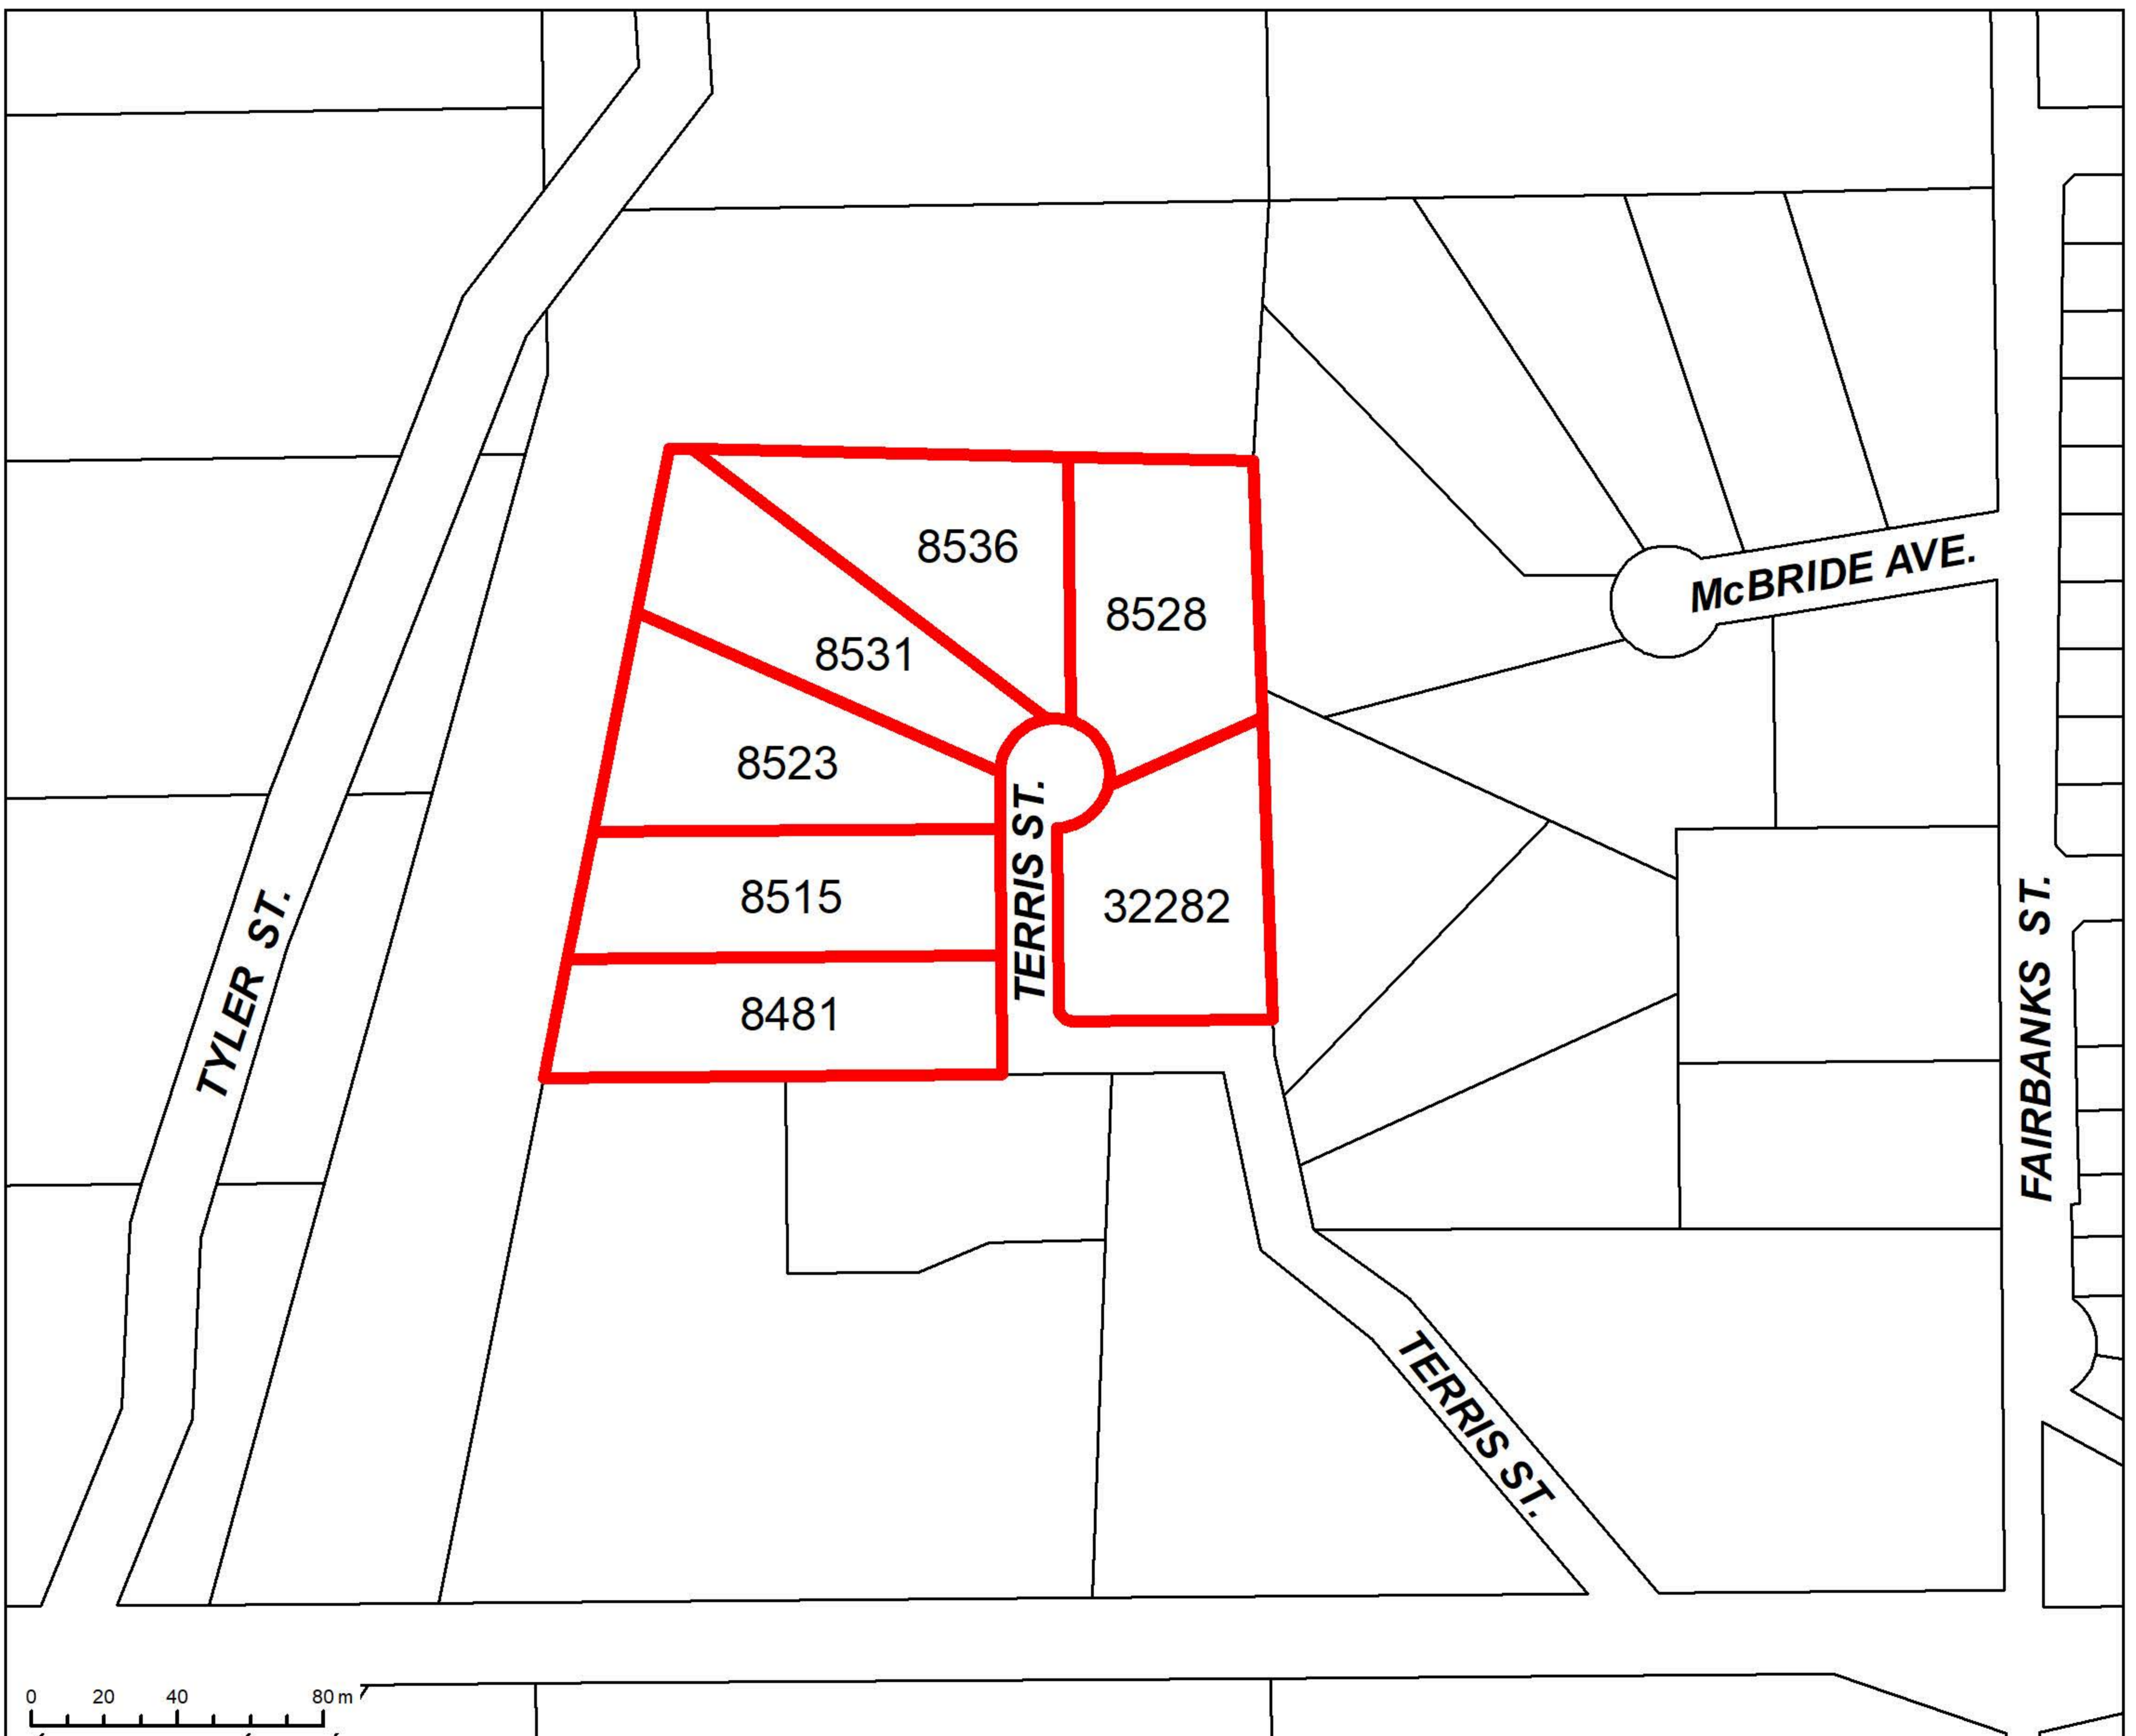 8536
8528
McBRIDE AVE.
8531
8523
TERRIS ST.
8515
32282
TYLER ST.
FAIRBANKS ST.
8481
TERRIS ST.
0 20 40 80 m